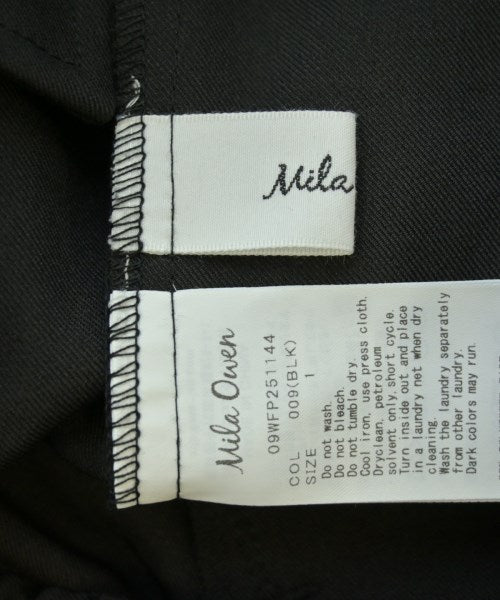 Mila
Mila Owen
09WFP251144
COL 009(BLK)
SIZE 1
Do not wash.
Do not bleach.
Do not tumble dry.
Cool iron, use press cloth.
Dryclean, petroleum
solvent only, short cycle.
Turn inside out and place
in a laundry net when dry
cleaning.
Wash the laundry separately
from other laundry.
Dark colors may run.